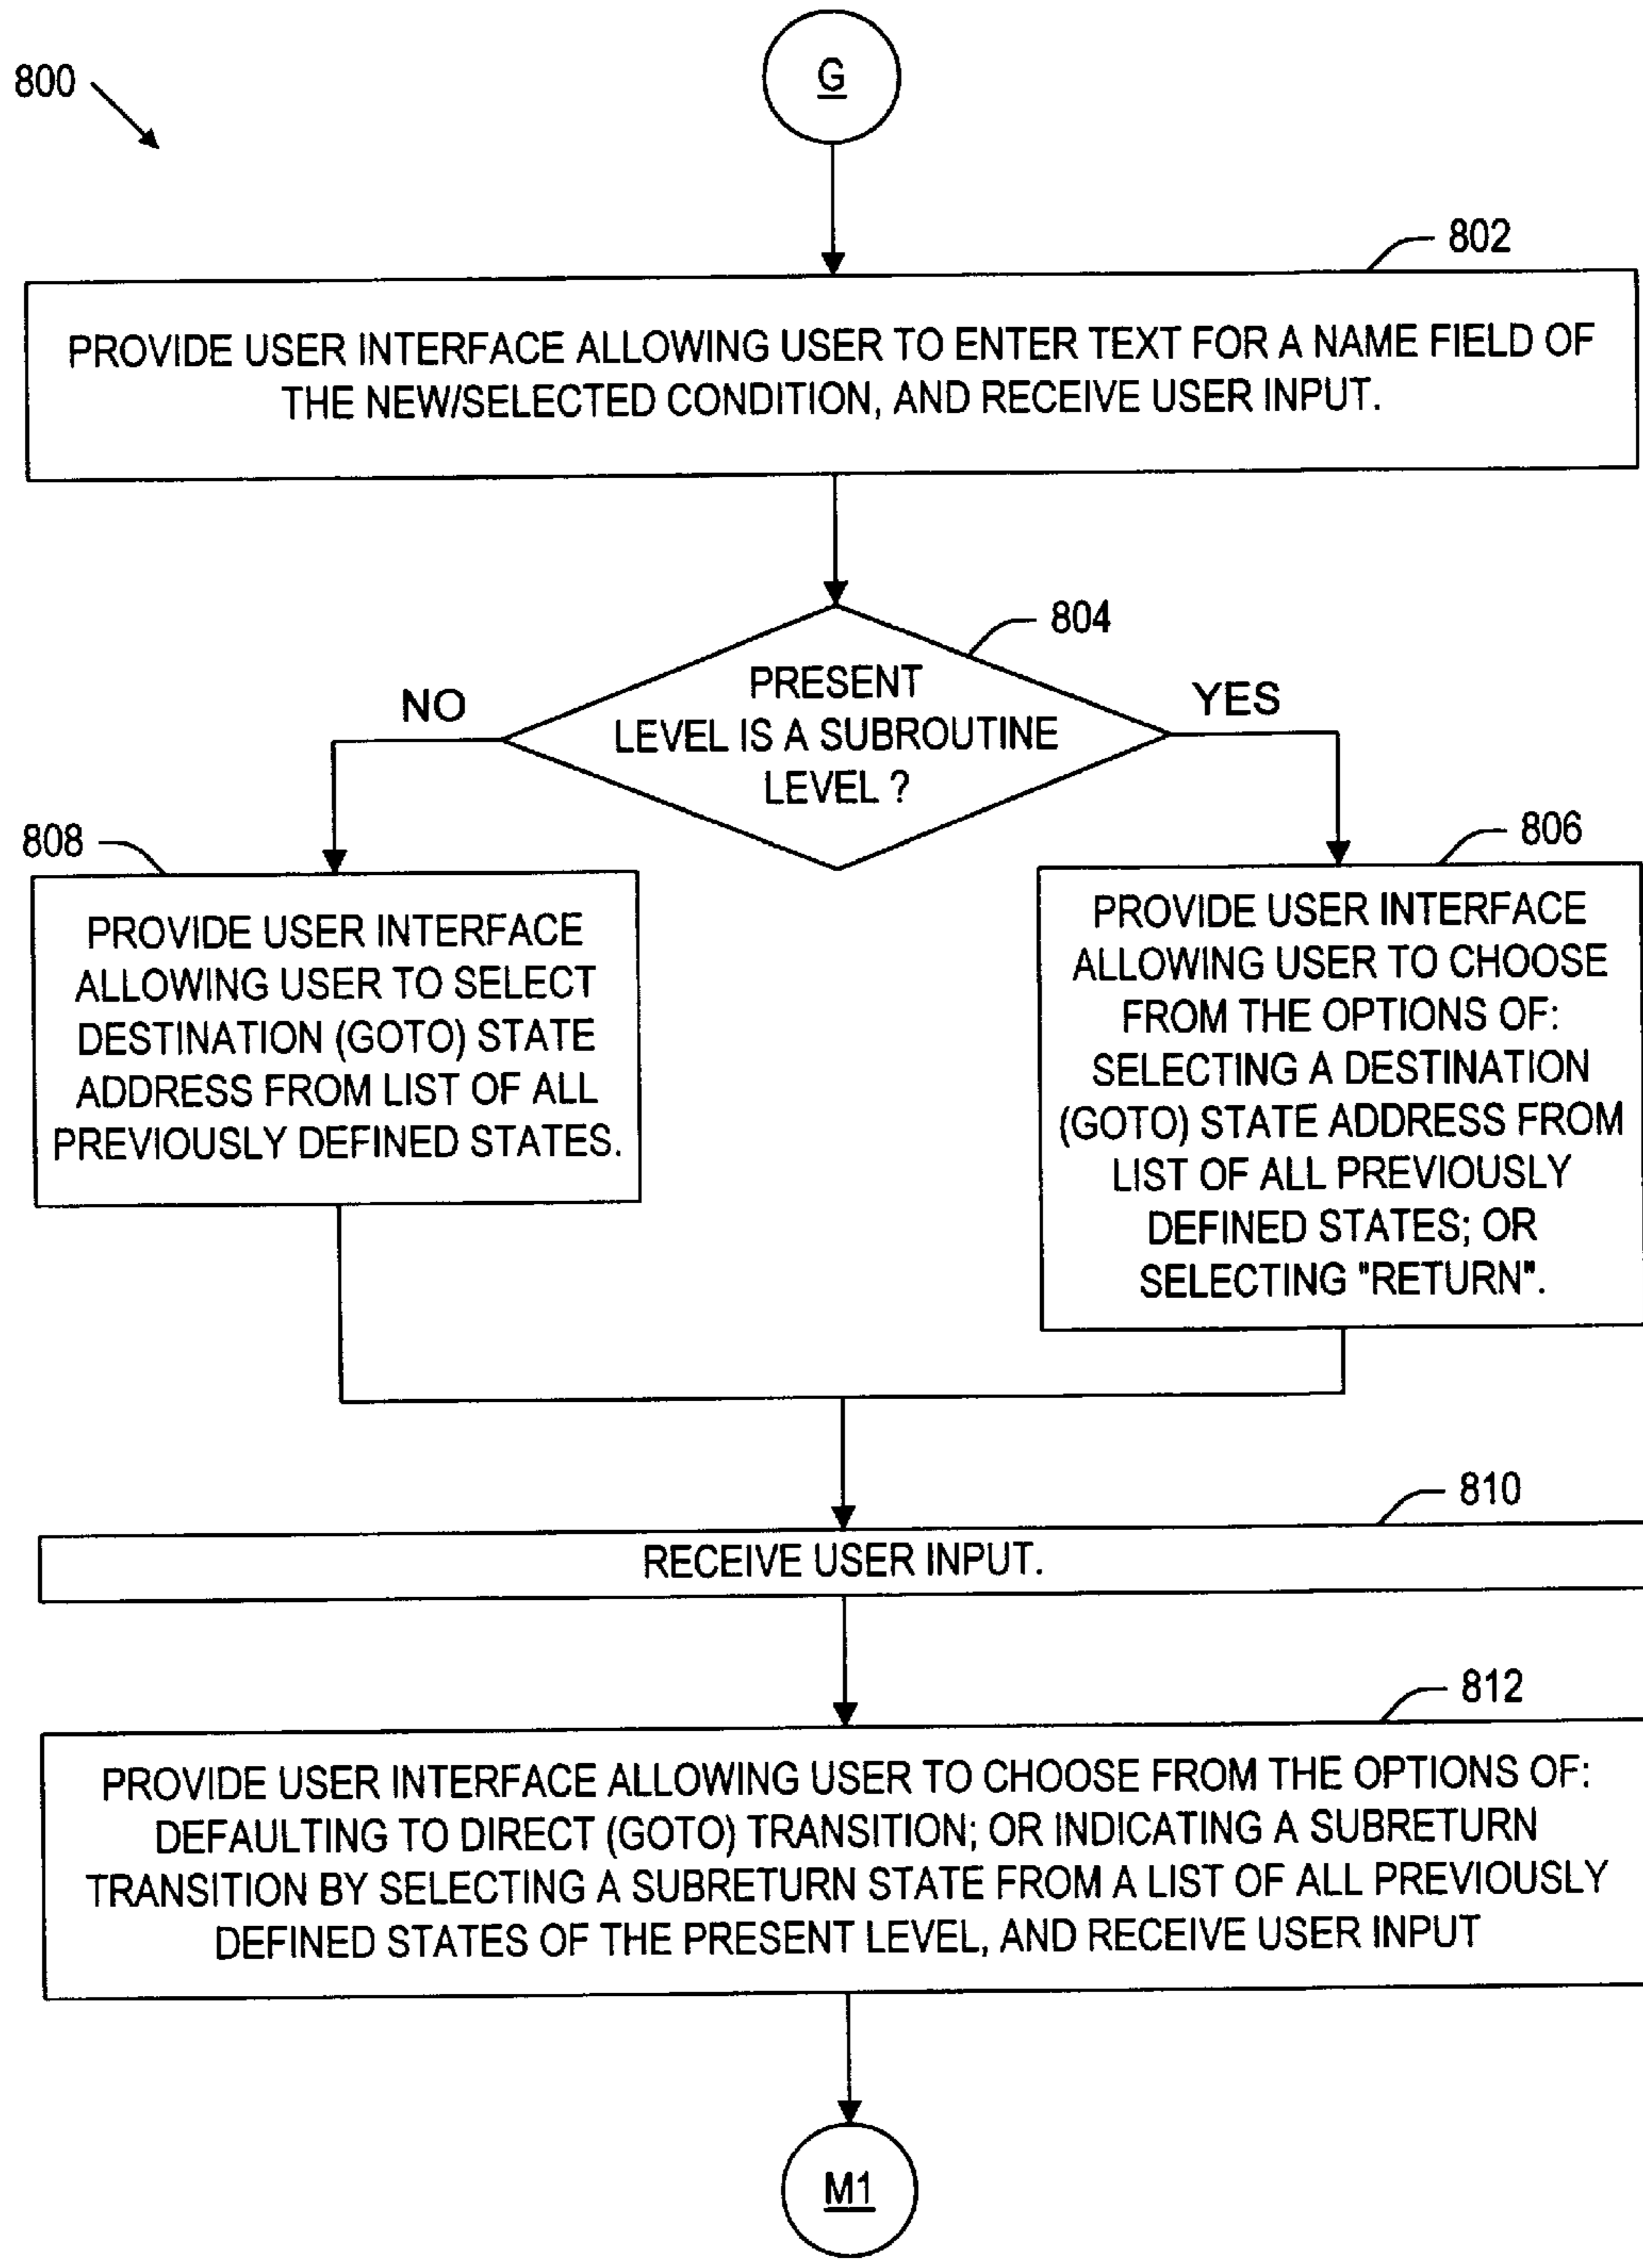 800
G
802
PROVIDE USER INTERFACE ALLOWING USER TO ENTER TEXT FOR A NAME FIELD OF
THE NEW/SELECTED CONDITION, AND RECEIVE USER INPUT.
804
NO
PRESENT
LEVEL IS A SUBROUTINE
LEVEL ?
YES
808
PROVIDE USER INTERFACE
ALLOWING USER TO SELECT
DESTINATION (GOTO) STATE
ADDRESS FROM LIST OF ALL
PREVIOUSLY DEFINED STATES.
806
PROVIDE USER INTERFACE
ALLOWING USER TO CHOOSE
FROM THE OPTIONS OF:
SELECTING A DESTINATION
(GOTO) STATE ADDRESS FROM
LIST OF ALL PREVIOUSLY
DEFINED STATES; OR
SELECTING "RETURN".
810
RECEIVE USER INPUT.
812
PROVIDE USER INTERFACE ALLOWING USER TO CHOOSE FROM THE OPTIONS OF:
DEFAULTING TO DIRECT (GOTO) TRANSITION; OR INDICATING A SUBRETURN
TRANSITION BY SELECTING A SUBRETURN STATE FROM A LIST OF ALL PREVIOUSLY
DEFINED STATES OF THE PRESENT LEVEL, AND RECEIVE USER INPUT
M1